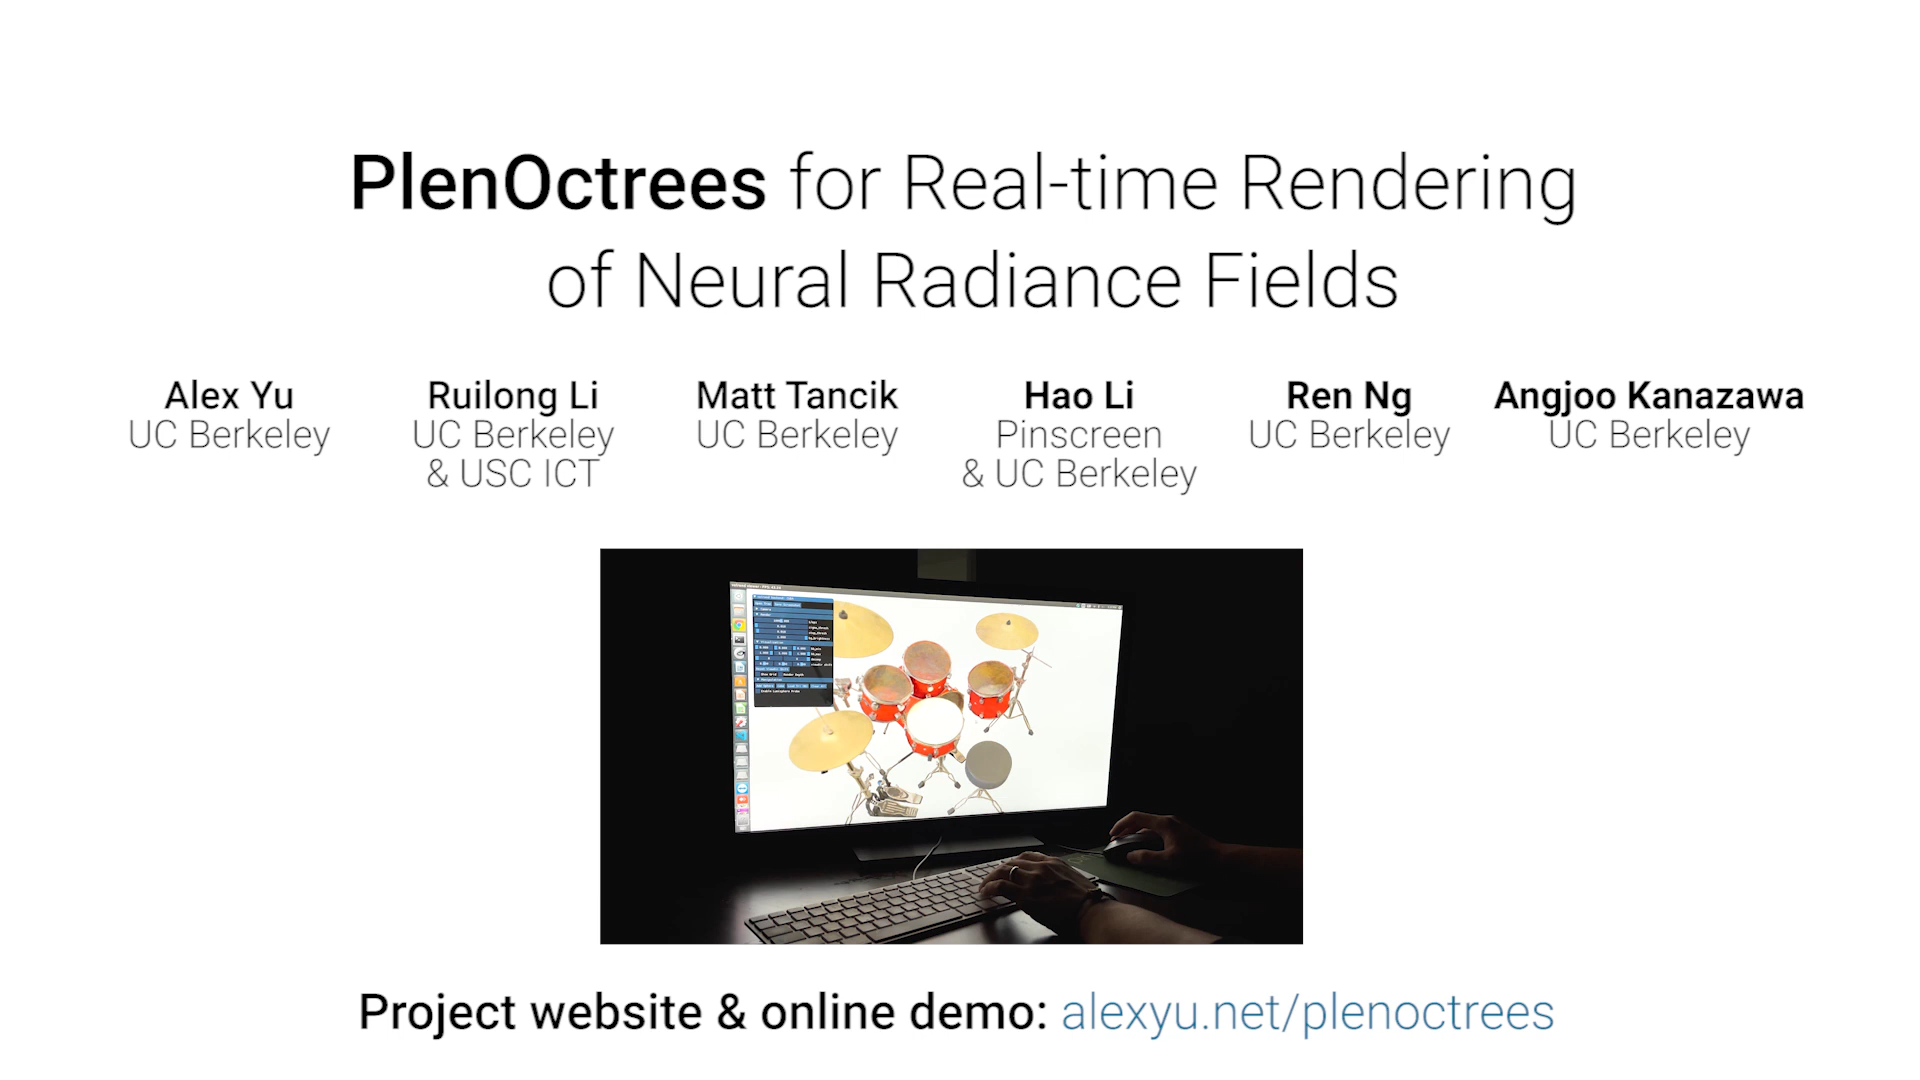 PlenOctrees for Real-time Rendering
of Neural Radiance Fields
Alex Yu
UC Berkeley
Ruilong Li
UC Berkeley
& USC ICT
Matt Tancik
UC Berkeley
Hao Li
Pinscreen
& UC Berkeley
Ren Ng
UC Berkeley
Angjoo Kanazawa
UC Berkeley
Project website & online demo: alexyu.net/plenoctrees